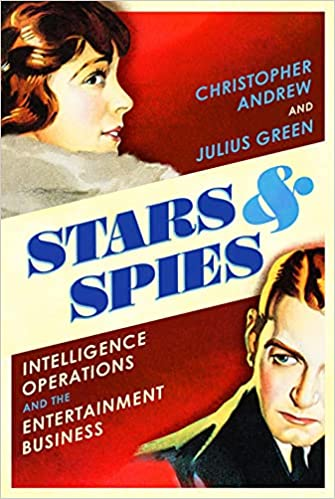 CHRISTOPHER
ANDREW
AND
JULIUS GREEN
STARS &
SPIES
INTELLIGENCE
OPERATIONS
AND THE
ENTERTAINMENT
BUSINESS